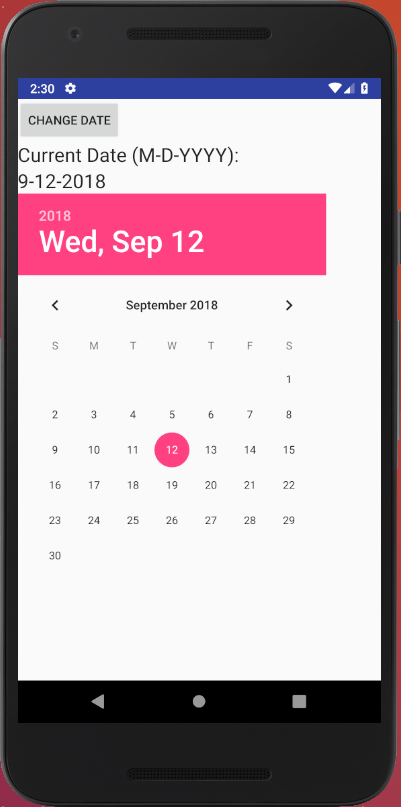 2:30
CHANGE DATE
Current Date (M-D-YYYY):
9-12-2018
2018
Wed, Sep 12
September 2018
S M T W T F S
1
2 3 4 5 6 7 8
9 10 11 12 13 14 15
16 17 18 19 20 21 22
23 24 25 26 27 28 29
30